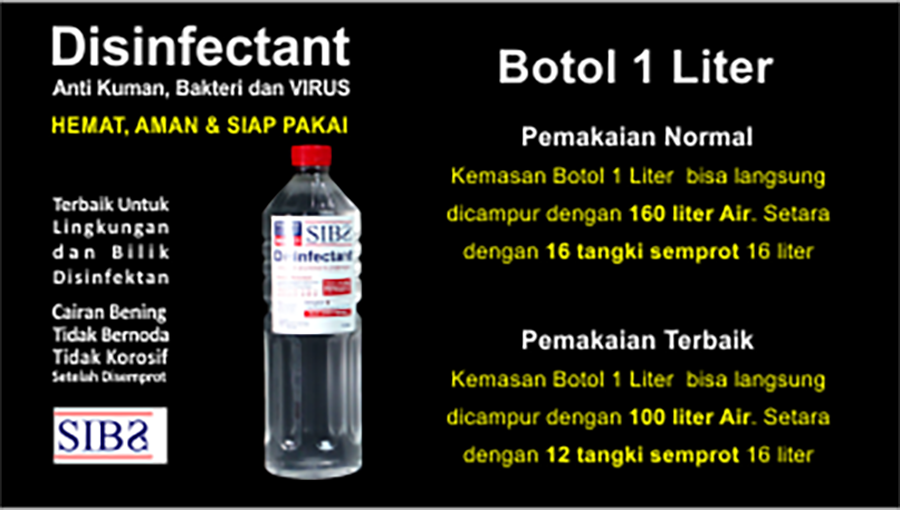 Disinfectant
Anti Kuman, Bakteri dan VIRUS
HEMAT, AMAN & SIAP PAKAI
Terbaik Untuk
Lingkungan
dan Bilik
Disinfektan
Cairan Bening
Tidak Bernoda
Tidak Korosif
Setelah Disemprot
SIBS
SIBS
Disinfectant
Botol 1 Liter
Pemakaian Normal
Kemasan Botol 1 Liter bisa langsung
dicampur dengan 160 liter Air. Setara
dengan 16 tangki semprot 16 liter
Pemakaian Terbaik
Kemasan Botol 1 Liter bisa langsung
dicampur dengan 100 liter Air. Setara
dengan 12 tangki semprot 16 liter